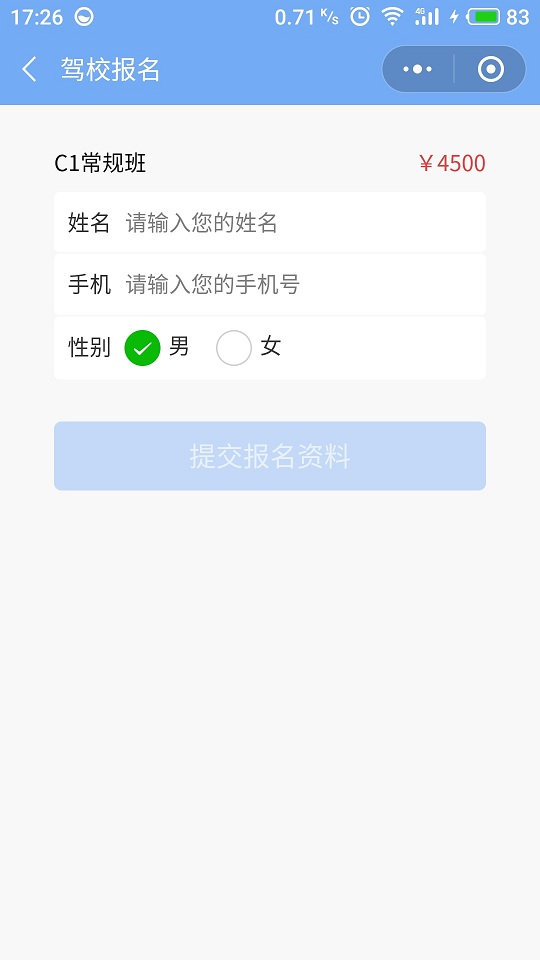 17:26 0.71 K/s 4G 83
驾校报名
C1常规班 ￥4500
姓名 请输入您的姓名
手机 请输入您的手机号
性别 男 女
提交报名资料